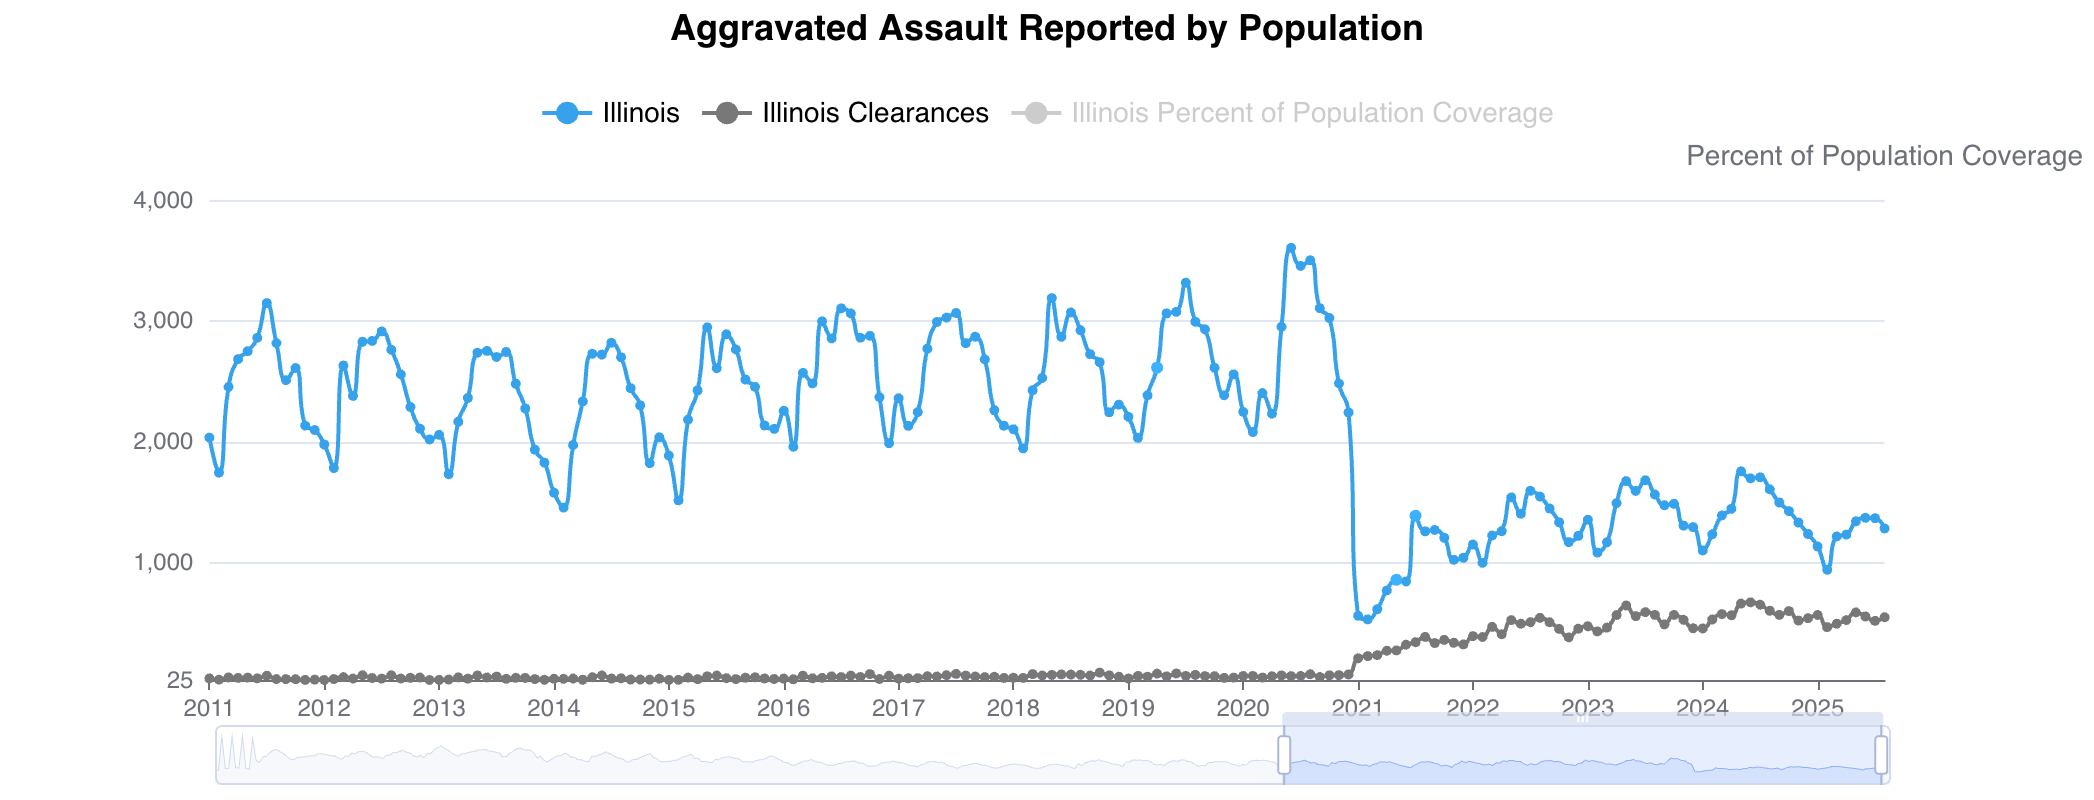 Aggravated Assault Reported by Population
Illinois Illinois Clearances Illinois Percent of Population Coverage
Percent of Population Coverage
4,000
3,000
2,000
1,000
25
2011 2012 2013 2014 2015 2016 2017 2018 2019 2020 2021 2022 2023 2024 2025